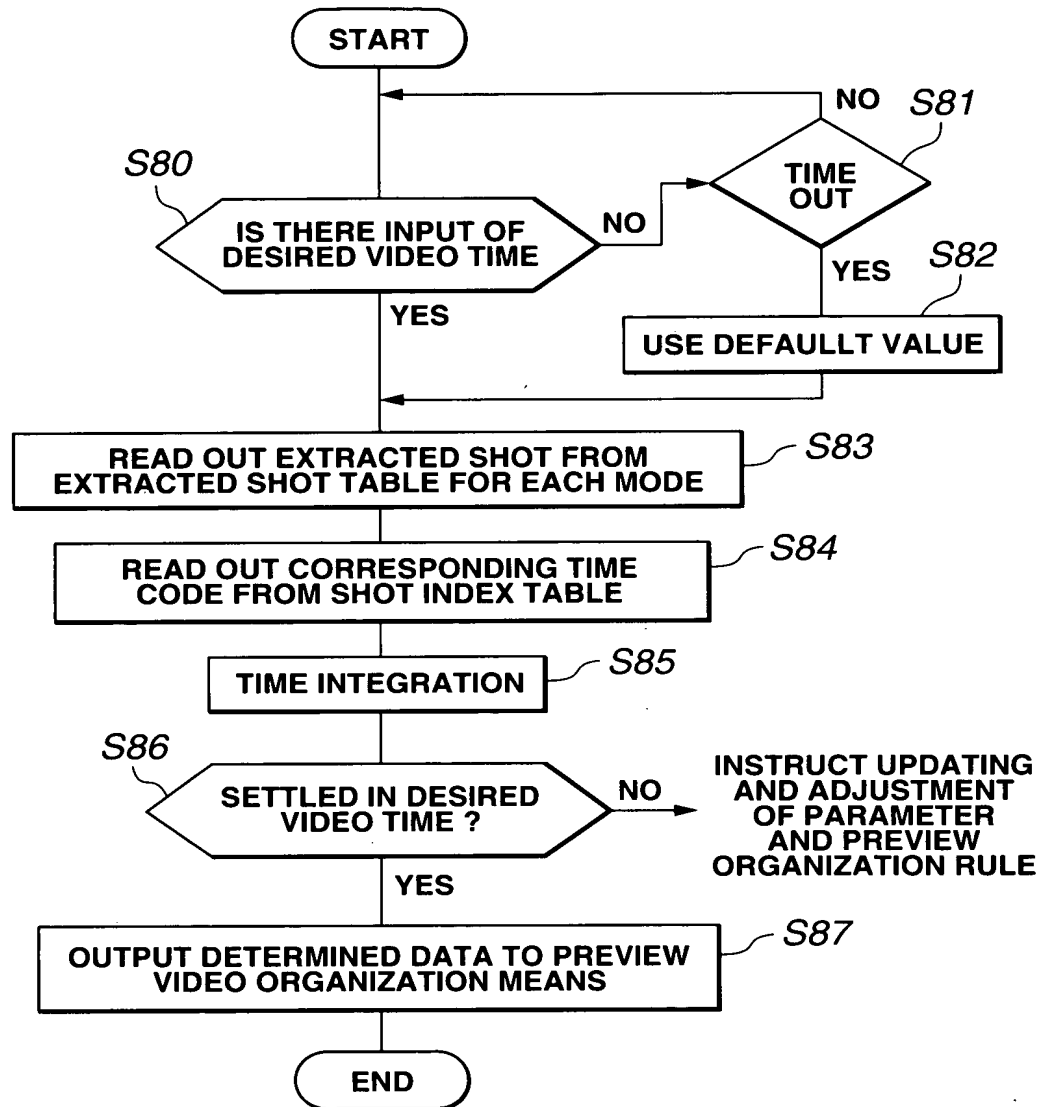 START
NO
S81
S80
TIME
OUT
IS THERE INPUT OF
DESIRED VIDEO TIME
NO
YES
S82
YES
USE DEFAULLT VALUE
READ OUT EXTRACTED SHOT FROM
EXTRACTED SHOT TABLE FOR EACH MODE
S83
READ OUT CORRESPONDING TIME
CODE FROM SHOT INDEX TABLE
S84
TIME INTEGRATION
S85
S86
SETTLED IN DESIRED
VIDEO TIME ?
NO
INSTRUCT UPDATING
AND ADJUSTMENT
OF PARAMETER
AND PREVIEW
ORGANIZATION RULE
YES
OUTPUT DETERMINED DATA TO PREVIEW
VIDEO ORGANIZATION MEANS
S87
END